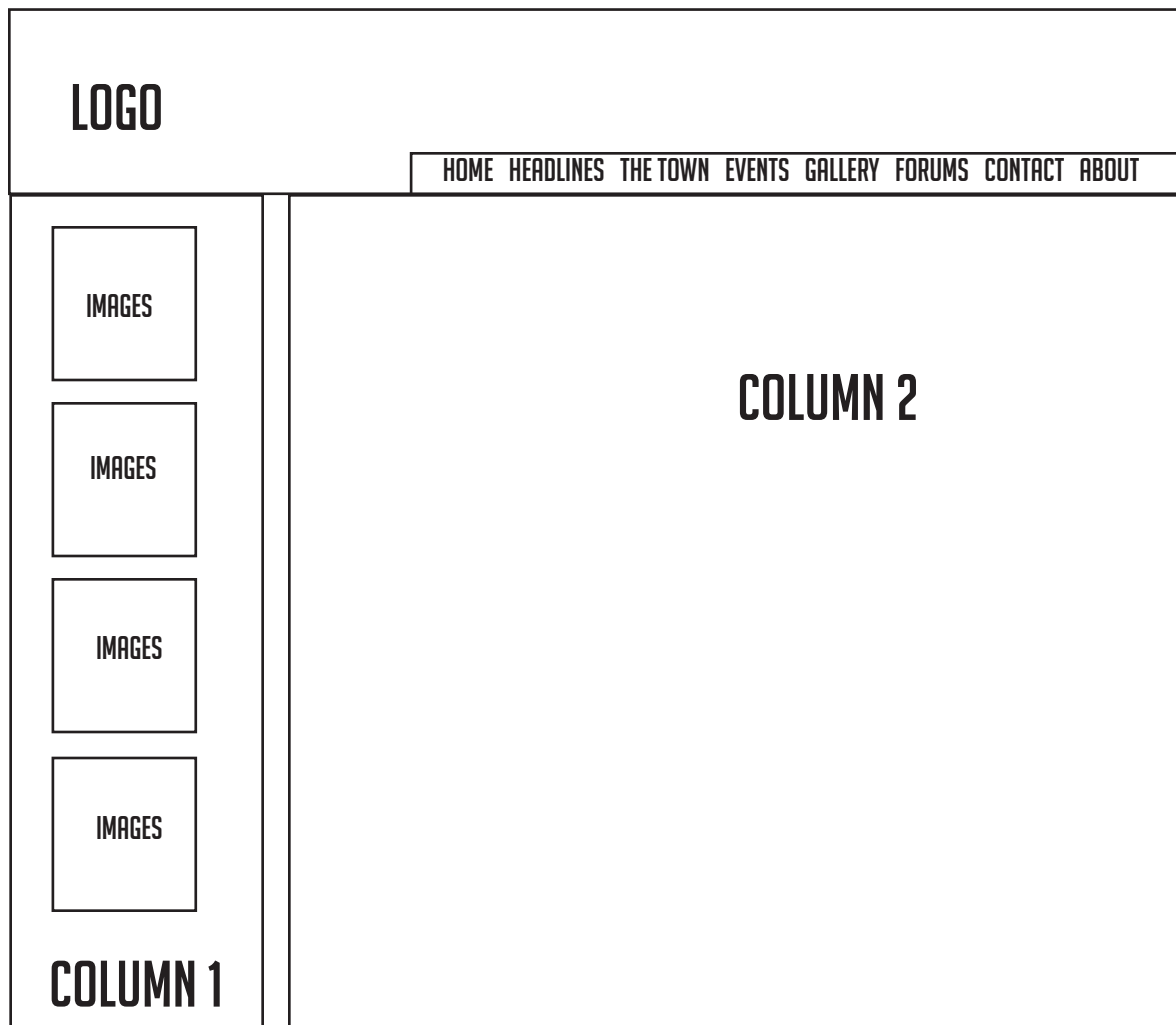 LOGO
HOME HEADLINES THE TOWN EVENTS GALLERY FORUMS CONTACT ABOUT
IMAGES
IMAGES
IMAGES
IMAGES
COLUMN 1
COLUMN 2